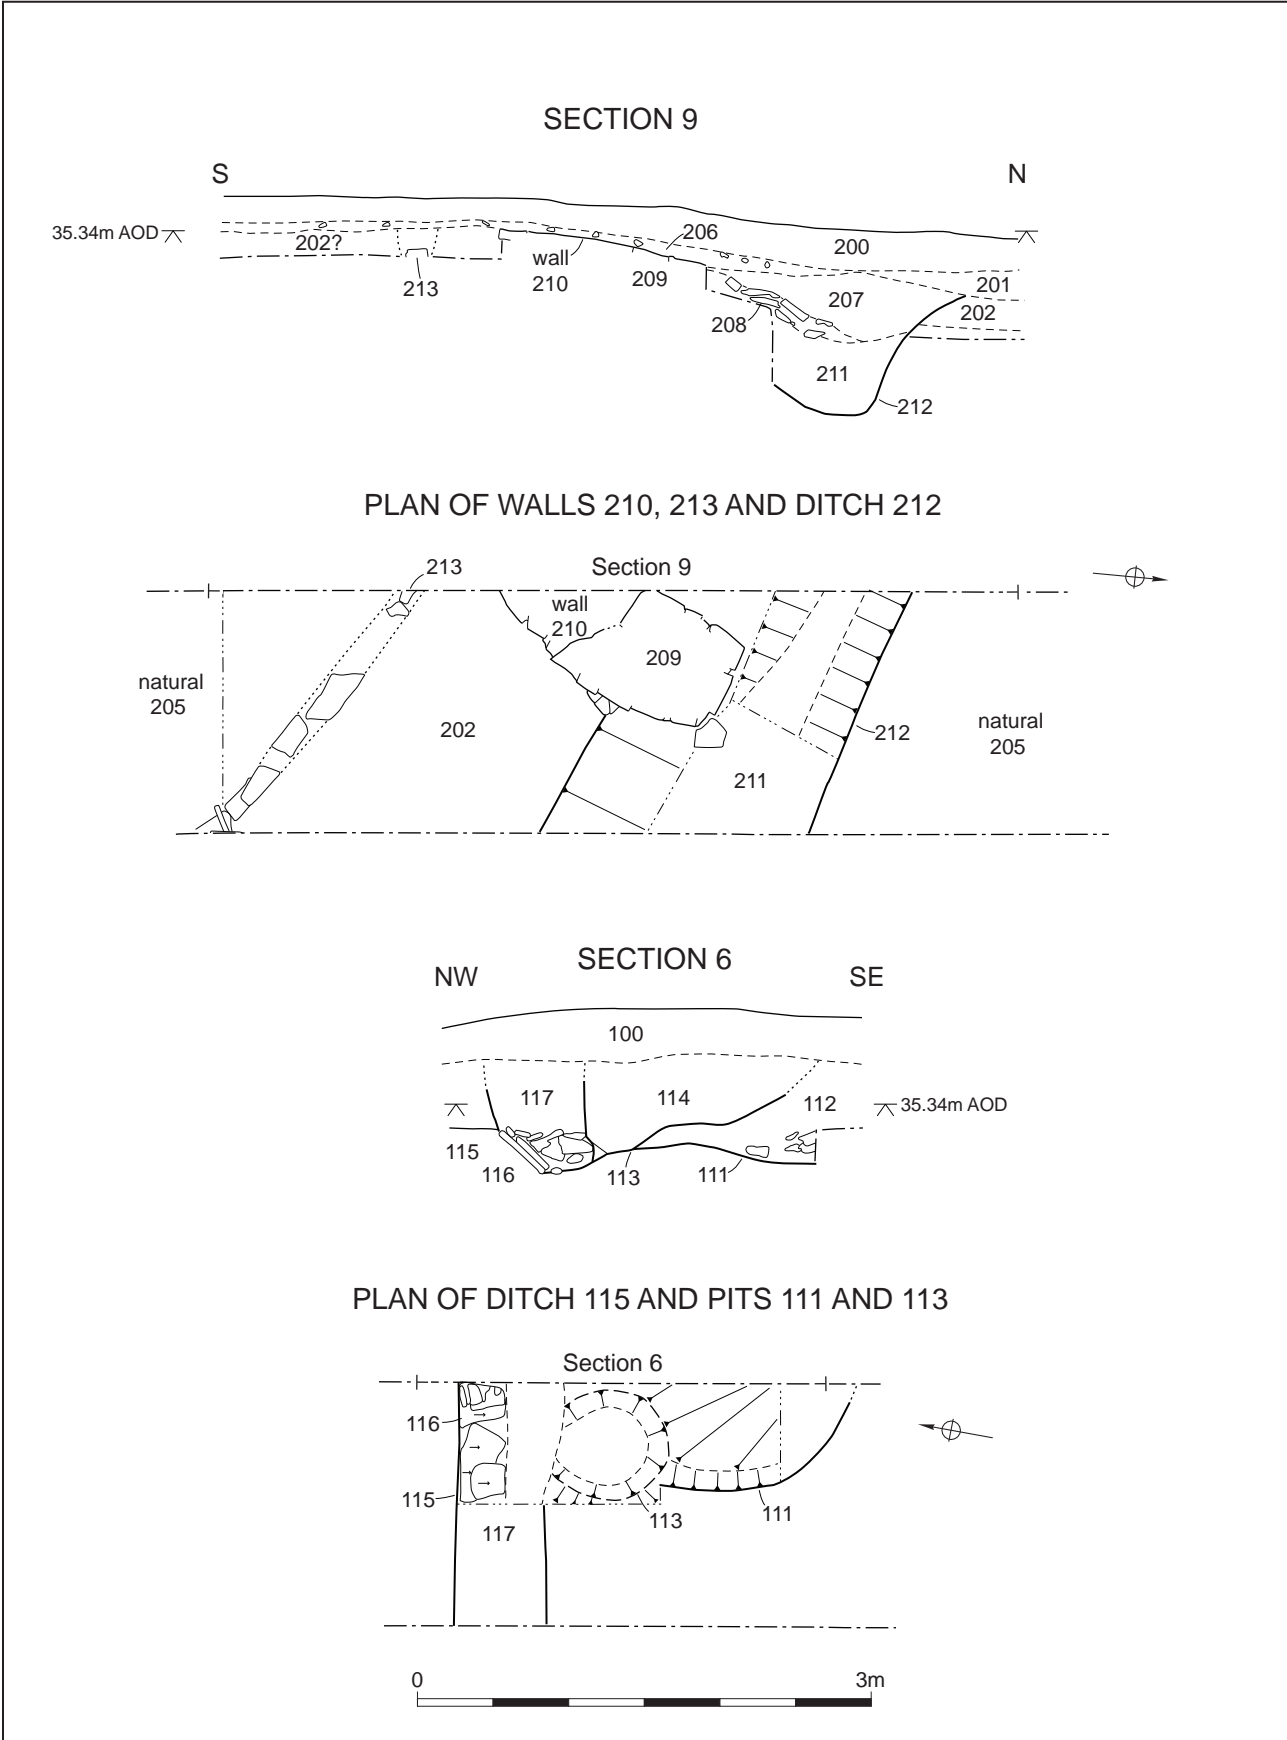 SECTION 9
S N
35.34m AOD
202?
213
wall
210
209
206
200
208
207
201
202
211
212
PLAN OF WALLS 210, 213 AND DITCH 212
213
Section 9
wall
210
209
natural
205
202
211
212
natural
205
SECTION 6
NW SE
100
117
114
112
35.34m AOD
115
116
113
111
PLAN OF DITCH 115 AND PITS 111 AND 113
Section 6
116
115
117
113
111
0 3m